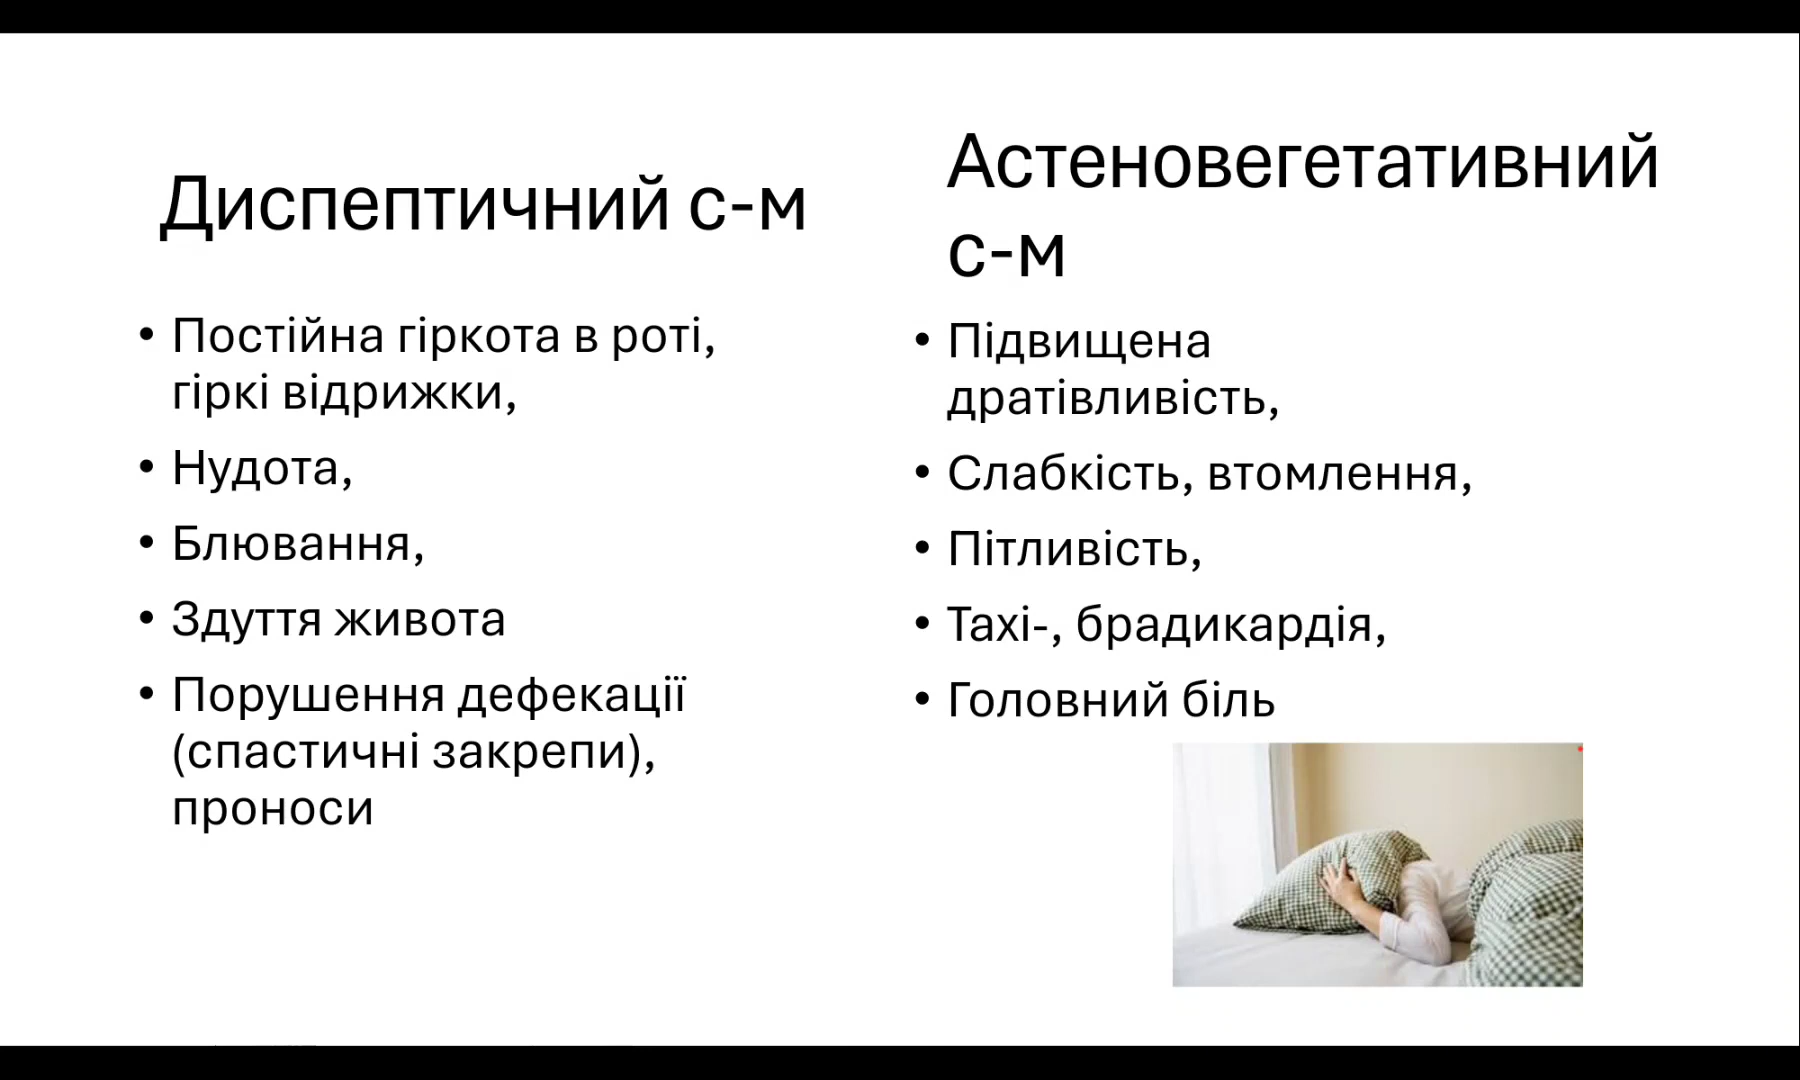 Диспептичний с-м
• Постійна гіркота в роті,
гіркі відрижки,
• Нудота,
• Блювання,
• Здуття живота
• Порушення дефекації
(спастичні закрепи),
проноси
Астеновегетативний
с-м
• Підвищена
дратівливість,
• Слабкість, втомлення,
• Пітливість,
• Тахі-, брадикардія,
• Головний біль